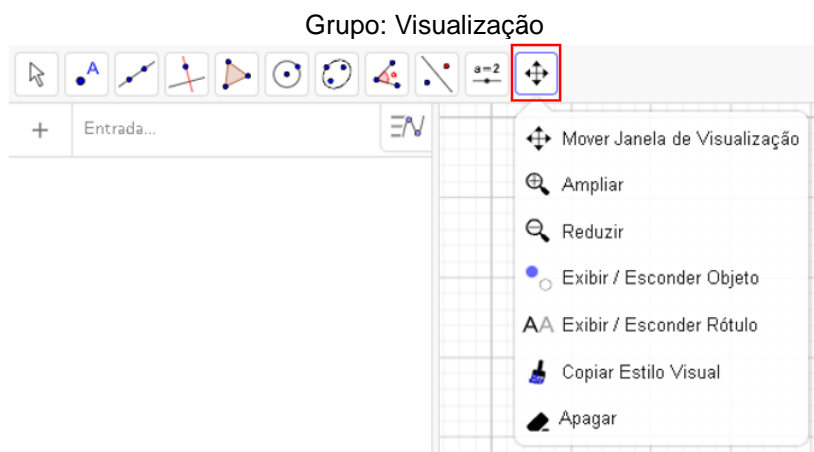 Grupo: Visualização
A
a=2
+ Entrada...
Mover Janela de Visualização
Ampliar
Reduzir
Exibir / Esconder Objeto
AA Exibir / Esconder Rótulo
Copiar Estilo Visual
Apagar